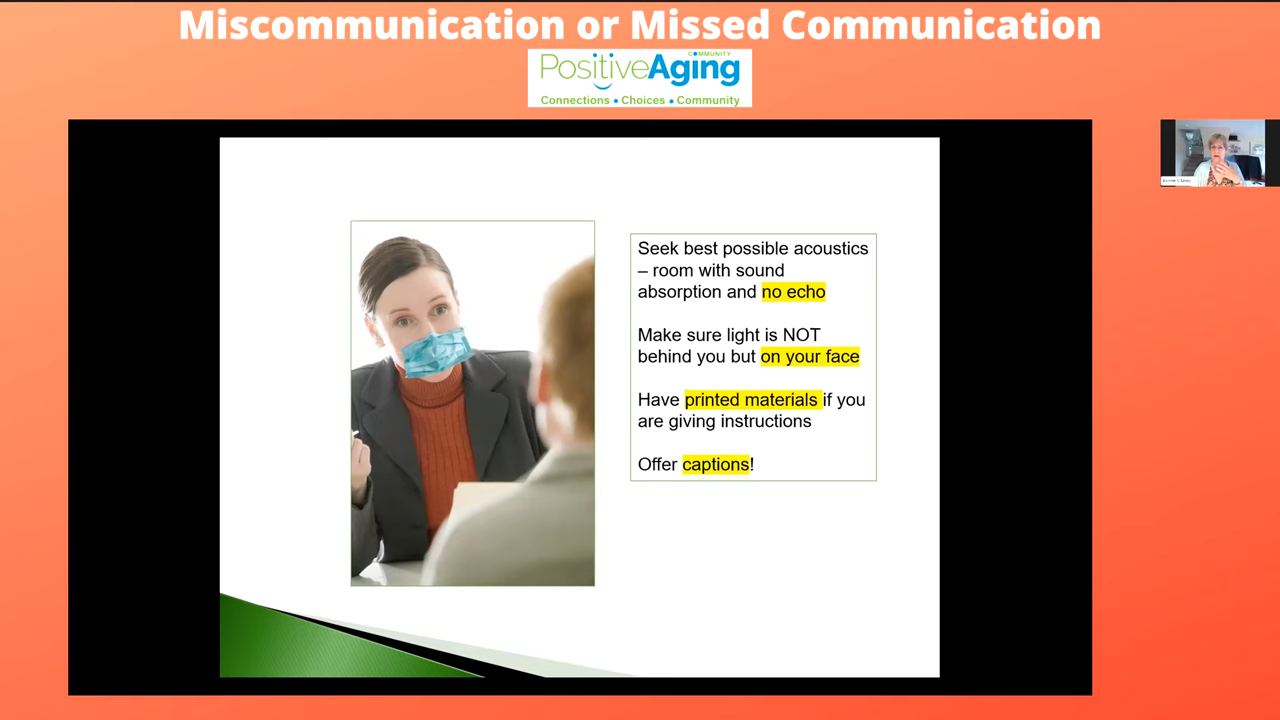 Miscommunication or Missed Communication
COMMUNITY
PositiveAging
Connections • Choices • Community
Seek best possible acoustics
– room with sound
absorption and no echo
Make sure light is NOT
behind you but on your face
Have printed materials if you
are giving instructions
Offer captions!